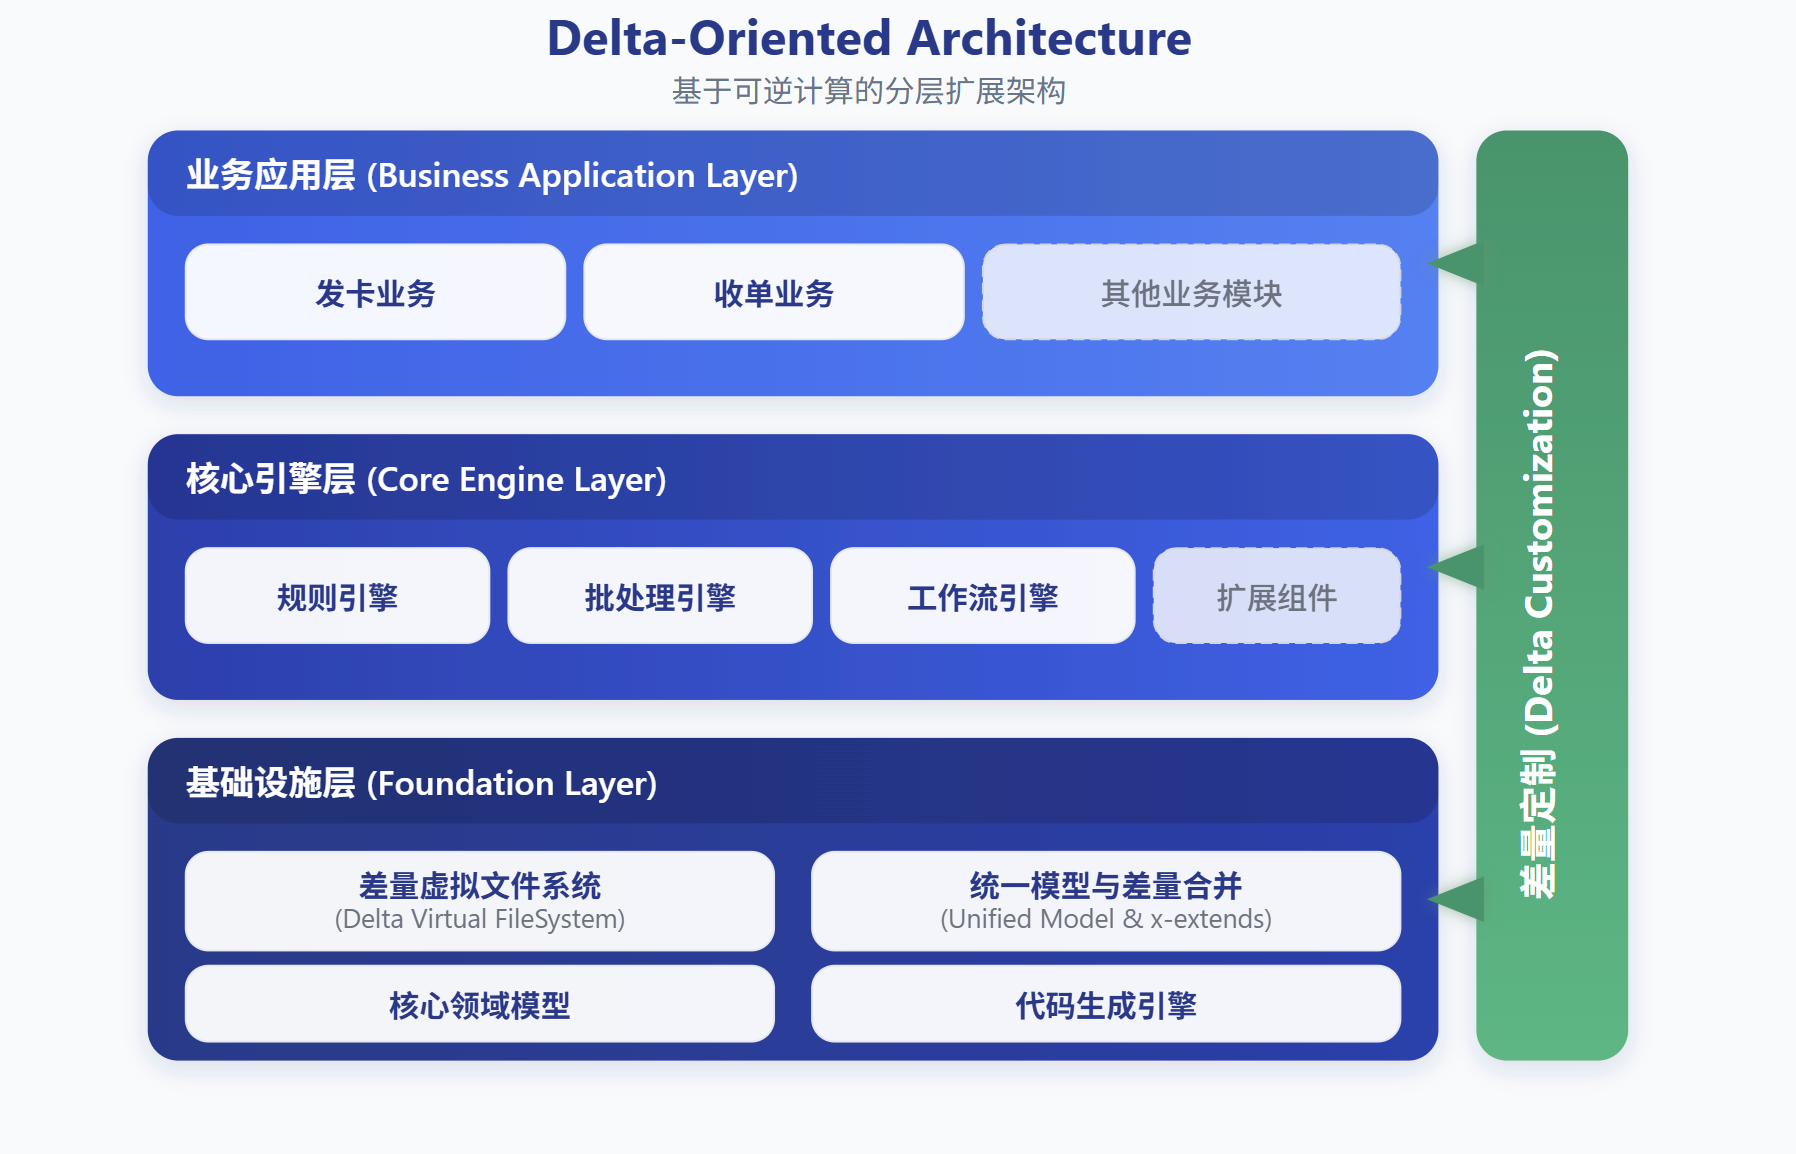 Delta-Oriented Architecture
基于可逆计算的分层扩展架构
业务应用层 (Business Application Layer)
发卡业务
收单业务
其他业务模块
核心引擎层 (Core Engine Layer)
规则引擎
批处理引擎
工作流引擎
扩展组件
基础设施层 (Foundation Layer)
差量虚拟文件系统
(Delta Virtual FileSystem)
统一模型与差量合并
(Unified Model & x-extends)
核心领域模型
代码生成引擎
差量定制 (Delta Customization)